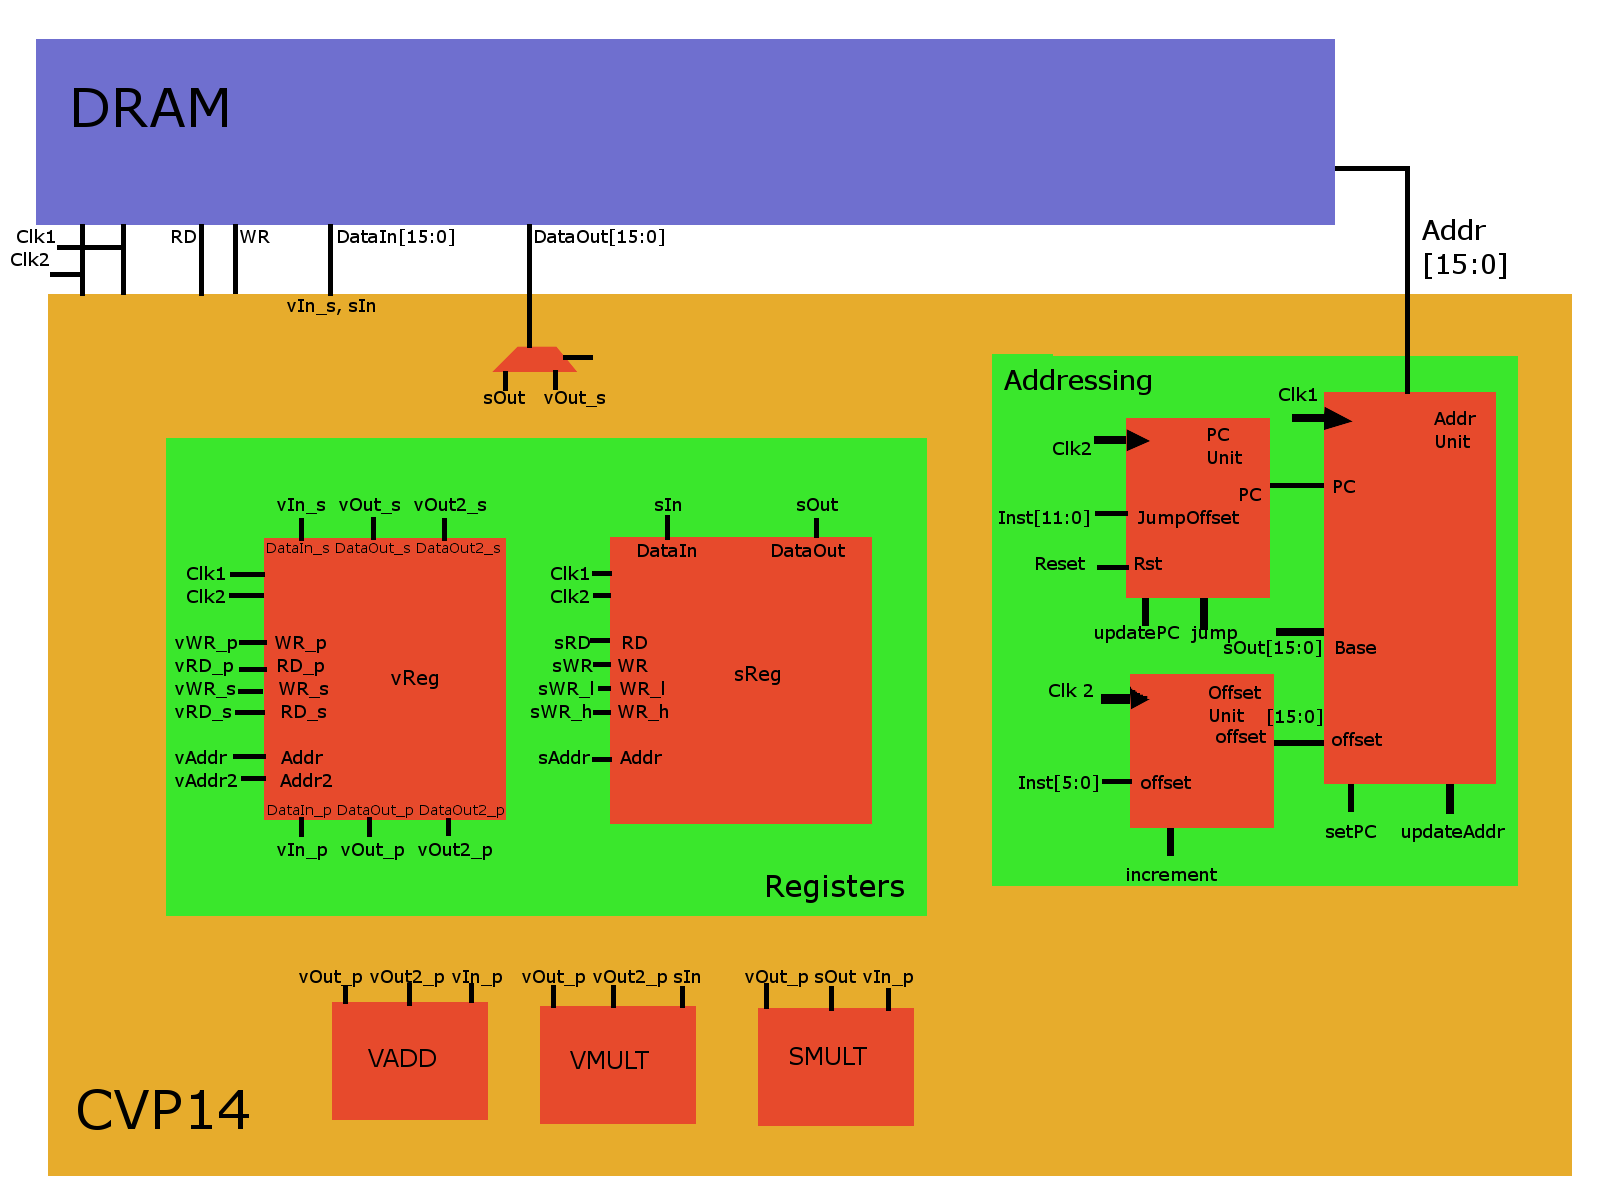 DRAM
Clk1
Clk2
RD
WR
DataIn[15:0]
DataOut[15:0]
Addr
[15:0]
vIn_s, sIn
sOut
vOut_s
Addressing
Clk1
Addr
Unit
Clk2
PC
Unit
PC
PC
Inst[11:0]
JumpOffset
Reset
Rst
updatePC
jump
sOut[15:0]
Base
Clk 2
Offset
Unit
[15:0]
offset
offset
Inst[5:0]
offset
setPC
updateAddr
increment
vIn_s
vOut_s
vOut2_s
DataIn_s
DataOut_s
DataOut2_s
Clk1
Clk2
vWR_p
WR_p
vRD_p
RD_p
vWR_s
WR_s
vRD_s
RD_s
vReg
vAddr
Addr
vAddr2
Addr2
DataIn_p
DataOut_p
DataOut2_p
vIn_p
vOut_p
vOut2_p
sIn
sOut
DataIn
DataOut
Clk1
Clk2
sRD
RD
sWR
WR
sWR_l
WR_l
sWR_h
WR_h
sReg
sAddr
Addr
Registers
vOut_p
vOut2_p
vIn_p
VADD
vOut_p
vOut2_p
sIn
VMULT
vOut_p
sOut
vIn_p
SMULT
CVP14